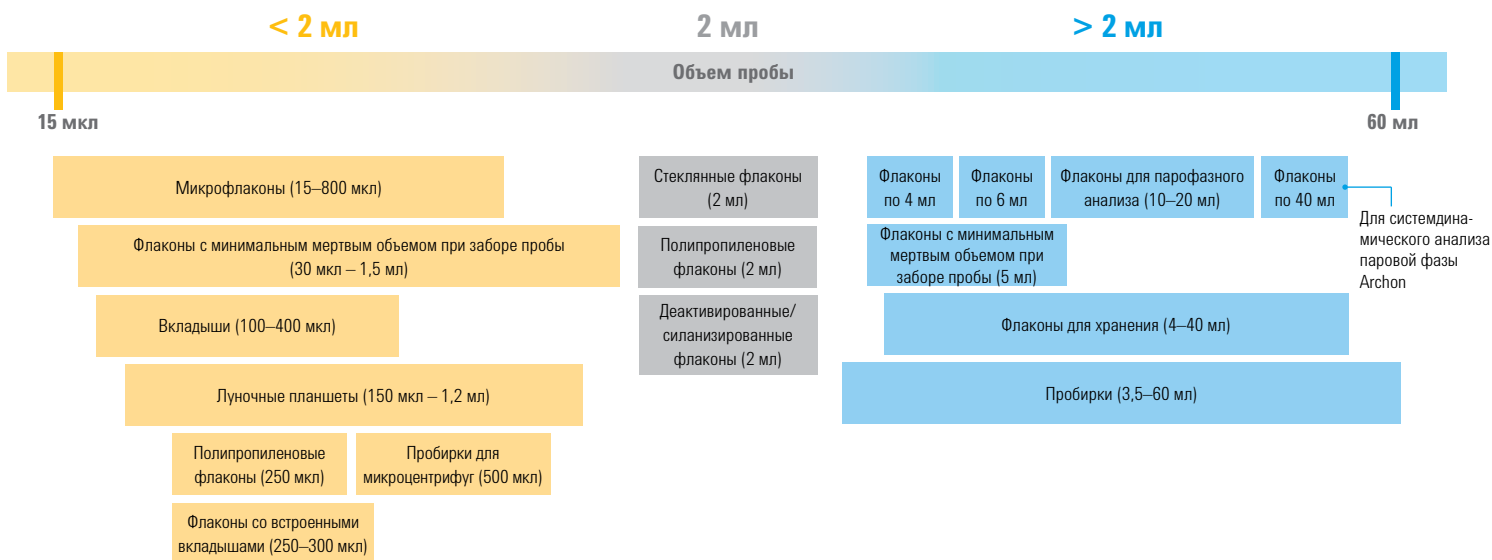 < 2 мл
2 мл
> 2 мл
Объем пробы
15 мкл
60 мл
Микрофлаконы (15–800 мкл)
Флаконы с минимальным мертвым объемом при заборе пробы
(30 мкл – 1,5 мл)
Вкладыши (100–400 мкл)
Луночные планшеты (150 мкл – 1,2 мл)
Полипропиленовые
флаконы (250 мкл)
Пробирки для
микроцентрифуг (500 мкл)
Флаконы со встроенными
вкладышами (250–300 мкл)
Стеклянные флаконы
(2 мл)
Полипропиленовые
флаконы (2 мл)
Деактивированные/
силанизированные
флаконы (2 мл)
Флаконы
по 4 мл
Флаконы
по 6 мл
Флаконы для парофазного
анализа (10–20 мл)
Флаконы
по 40 мл
Для системдина-
мического анализа
паровой фазы
Archon
Флаконы с минимальным
мертвым объемом при
заборе пробы (5 мл)
Флаконы для хранения (4–40 мл)
Пробирки (3,5–60 мл)